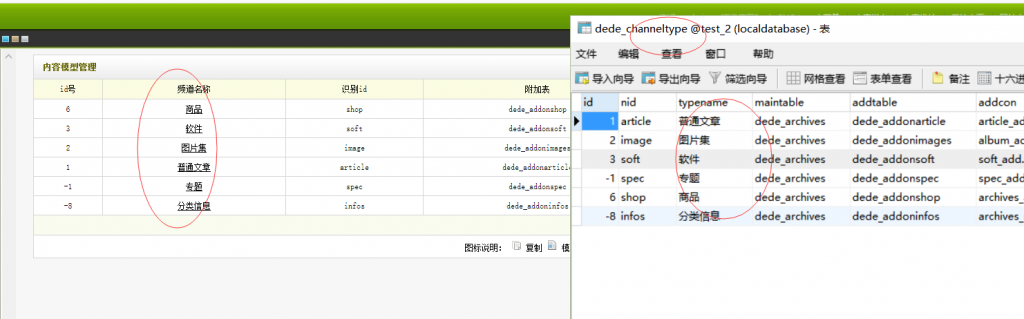 内容模型管理
id号 频道名称 识别id 附加表
6 商品 shop dede_addonshop
3 软件 soft dede_addonsoft
2 图片集 image dede_addonimages
1 普通文章 article dede_addonarticle
-1 专题 spec dede_addonspec
-8 分类信息 infos dede_addoninfos
图标说明： 复制
dede_channeltype @test_2 (localdatabase) - 表
文件 编辑 查看 窗口 帮助
导入向导 导出向导 筛选向导 网格查看 表单查看 备注 十六进
id nid typename maintable addtable addcon
1 article 普通文章 dede_archives dede_addonarticle article_ad
2 image 图片集 dede_archives dede_addonimages album_ad
3 soft 软件 dede_archives dede_addonsoft soft_add.
-1 spec 专题 dede_archives dede_addonspec spec_add
6 shop 商品 dede_archives dede_addonshop archives_
-8 infos 分类信息 dede_archives dede_addoninfos archives_